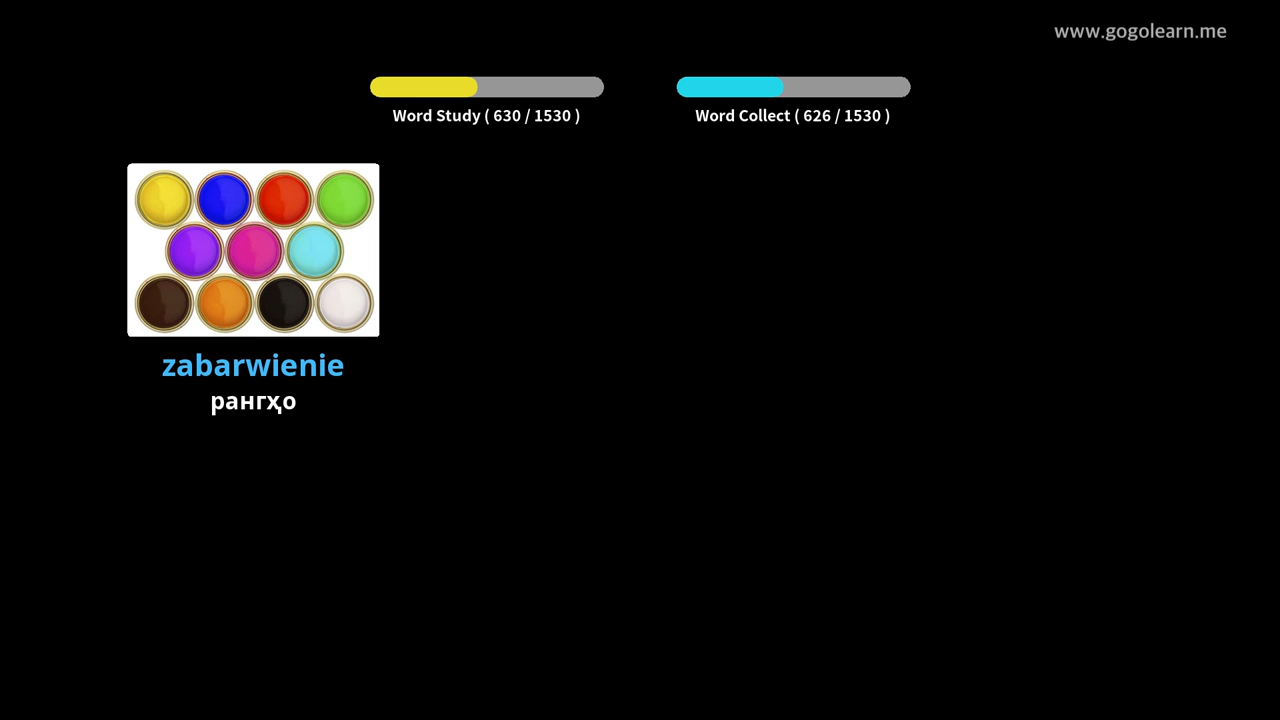 www.gogolearn.me
Word Study ( 630 / 1530 )
Word Collect ( 626 / 1530 )
zabarwienie
рангҳо